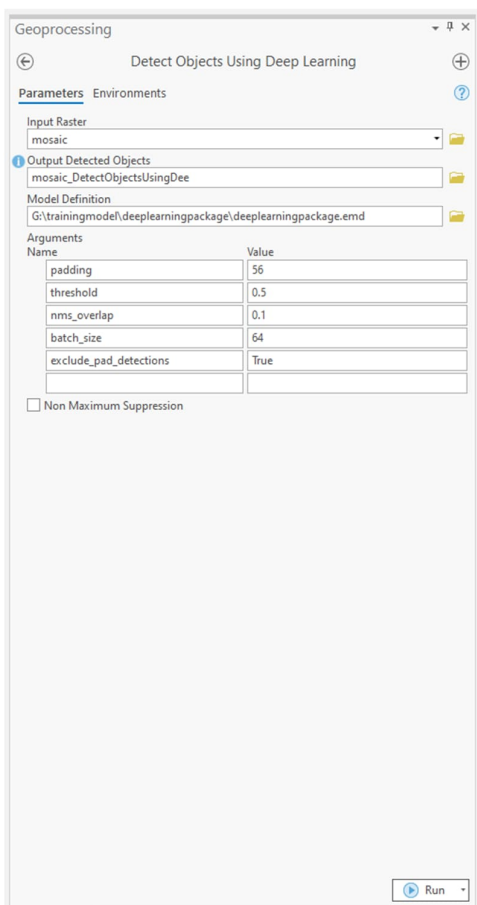 Geoprocessing
Detect Objects Using Deep Learning
Parameters Environments
Input Raster
mosaic
Output Detected Objects
mosaic_DetectObjectsUsingDee
Model Definition
G:\trainingmodel\deeplearningpackage\deeplearningpackage.emd
Arguments
Name Value
padding 56
threshold 0.5
nms_overlap 0.1
batch_size 64
exclude_pad_detections True
Non Maximum Suppression
Run